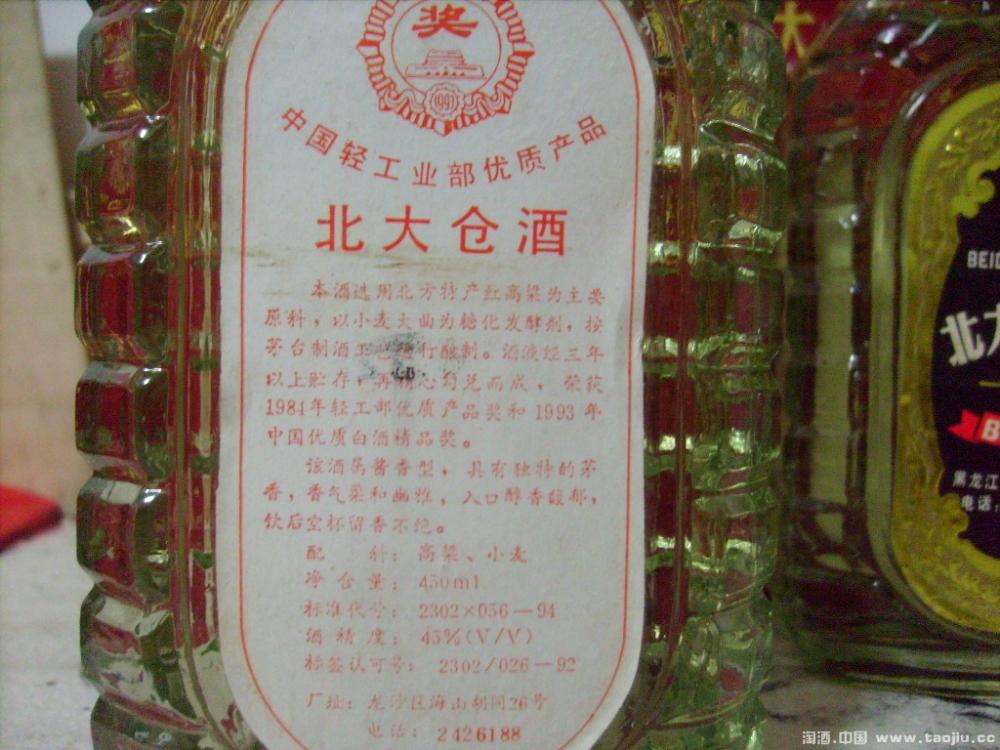 奖
1993
中国轻工业部优质产品
北大仓酒
本酒选用北方特产红高梁为主要
原料，以小麦大曲为糖化发酵剂，按
茅台制酒工艺进行酿制。酒液经三年
以上贮存，再精心勾兑而成，荣获
1984年轻工部优质产品奖和1993年
中国优质白酒精品奖。
该酒属酱香型，具有独特的茅
香，香气柔和幽雅，入口醇香馥郁，
饮后空杯留香不绝。
配 料：高梁、小麦
净含量：450ml
标准代号：2302×036—94
酒精度：45%(V/V)
标签认可号：2302/026—92
厂址：龙沙区海山胡同26号
电话：2426188
大
BEID
北大
B
黑龙江
电话：
淘酒.中国 www.taojiu.cc